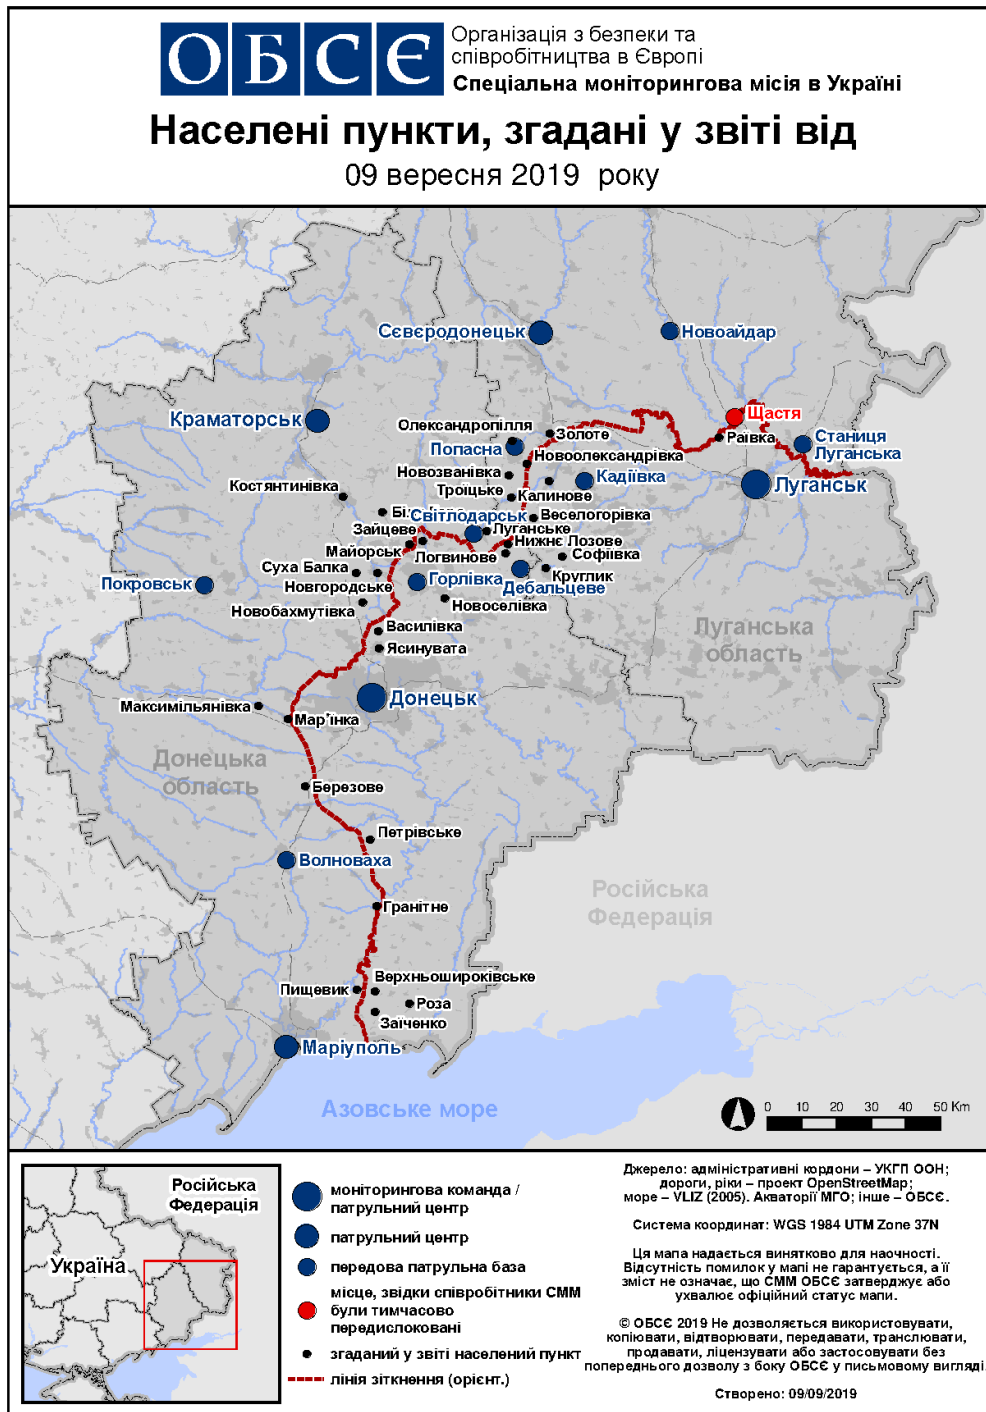 ОБСЄ
Організація з безпеки та
співробітництва в Європі
Спеціальна моніторингова місія в Україні
Населені пункти, згадані у звіті від
09 вересня 2019 року
Сєвєродонецьк
Новоайдар
Краматорськ
Щастя
Олександропілля
Золоте
Раївка
Станиця
Луганська
Попасна
Новоолександрівка
Новозванівка
Кадіївка
Луганськ
Троїцьке
Костянтинівка
Калинове
Світлодарськ
Веселогорівка
Зайцеве
Луганське
Нижнє Лозове
Майорськ
Логвинове
Софіївка
Суха Балка
Круглик
Покровськ
Горлівка
Дебальцеве
Новгородське
Новоселівка
Новобахмутівка
Василівка
Луганська
область
Ясинувата
Донецьк
Максимільянівка
Мар'їнка
Донецька
область
Березове
Петрівське
Волноваха
Російська
Федерація
Гранітне
Верхньошироківське
Пищевик
Роза
Заїченко
Маріуполь
Азовське море
0 10 20 30 40 50 Km
Російська
Федерація
Україна
моніторингова команда /
патрульний центр
патрульний центр
передова патрульна база
місце, звідки співробітники СММ
були тимчасово
передислоковані
згаданий у звіті населений пункт
лінія зіткнення (орієнт.)
Джерело: адміністративні кордони – УКГП ООН;
дороги, ріки – проект OpenStreetMap;
море – VLIZ (2005). Акваторії МГО; інше – ОБСЄ.
Система координат: WGS 1984 UTM Zone 37N
Ця мапа надається винятково для наочності.
Відсутність помилок у мапі не гарантується, а її
зміст не означає, що СММ ОБСЄ затверджує або
ухвалює офіційний статус мапи.
© ОБСЄ 2019 Не дозволяється використовувати,
копіювати, відтворювати, передавати, транслювати,
продавати, ліцензувати або застосовувати без
попереднього дозволу з боку ОБСЄ у письмовому вигляді.
Створено: 09/09/2019